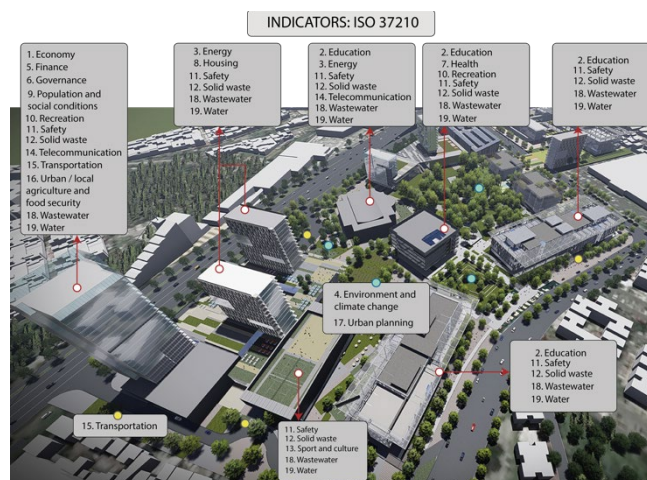 INDICATORS: ISO 37210
1. Economy
5. Finance
6. Governance
9. Population and
social conditions
10. Recreation
11. Safety
12. Solid waste
14. Telecommunication
15. Transportation
16. Urban / local
agriculture and
food security
18. Wastewater
19. Water
3. Energy
8. Housing
11. Safety
12. Solid waste
18. Wastewater
19. Water
2. Education
3. Energy
11. Safety
12. Solid waste
14. Telecommunication
18. Wastewater
19. Water
2. Education
7. Health
10. Recreation
11. Safety
12. Solid waste
18. Wastewater
19. Water
2. Education
11. Safety
12. Solid waste
18. Wastewater
19. Water
4. Environment and
climate change
17. Urban planning
2. Education
11. Safety
12. Solid waste
18. Wastewater
19. Water
15. Transportation
11. Safety
12. Solid waste
13. Sport and culture
18. Wastewater
19. Water